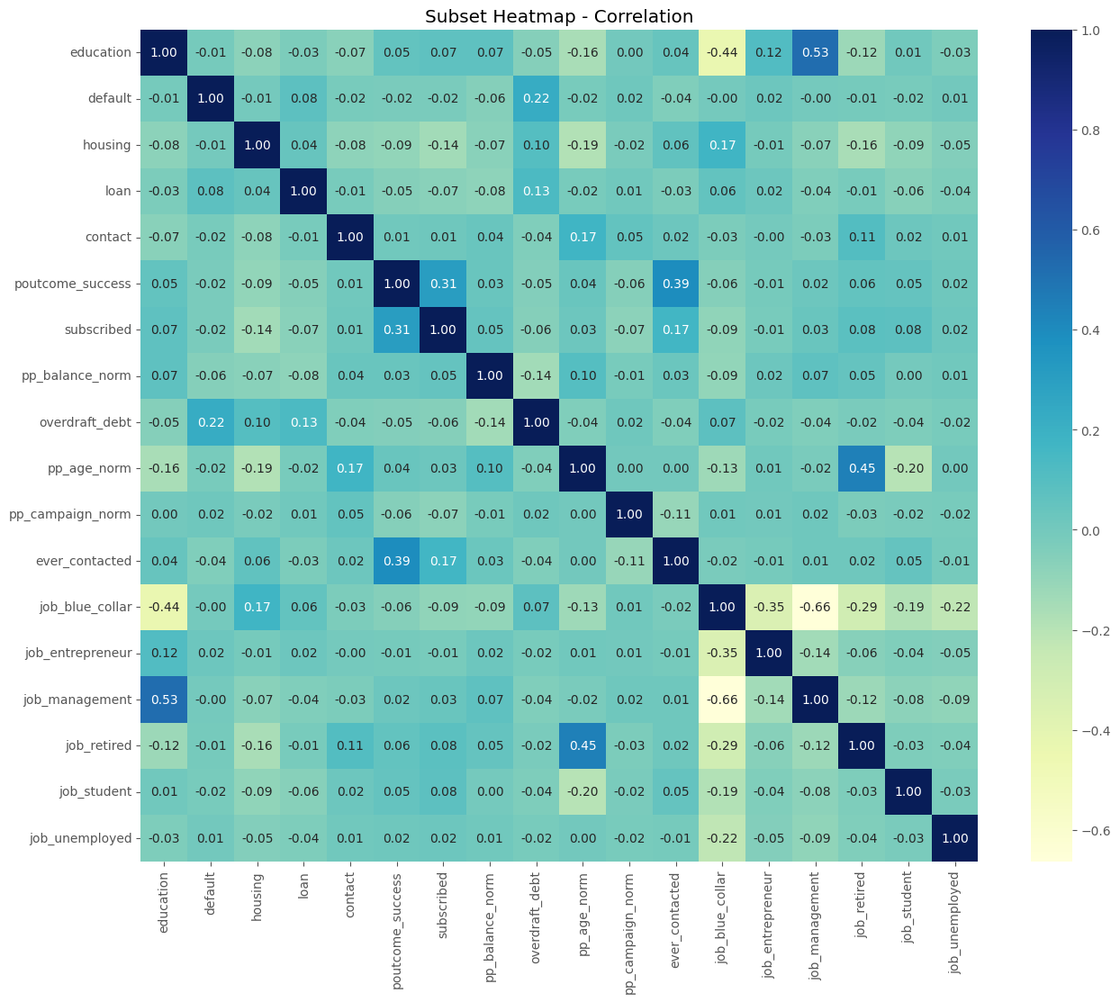 Subset Heatmap - Correlation
education 1.00 -0.01 -0.08 -0.03 -0.07 0.05 0.07 0.07 -0.05 -0.16 0.00 0.04 -0.44 0.12 0.53 -0.12 0.01 -0.03
default -0.01 1.00 -0.01 0.08 -0.02 -0.02 -0.02 -0.06 0.22 -0.02 0.02 -0.04 -0.00 0.02 -0.00 -0.01 -0.02 0.01
housing -0.08 -0.01 1.00 0.04 -0.08 -0.09 -0.14 -0.07 0.10 -0.19 -0.02 0.06 0.17 -0.01 -0.07 -0.16 -0.09 -0.05
loan -0.03 0.08 0.04 1.00 -0.01 -0.05 -0.07 -0.08 0.13 -0.02 0.01 -0.03 0.06 0.02 -0.04 -0.01 -0.06 -0.04
contact -0.07 -0.02 -0.08 -0.01 1.00 0.01 0.01 0.04 -0.04 0.17 0.05 0.02 -0.03 -0.00 -0.03 0.11 0.02 0.01
poutcome_success 0.05 -0.02 -0.09 -0.05 0.01 1.00 0.31 0.03 -0.05 0.04 -0.06 0.39 -0.06 -0.01 0.02 0.06 0.05 0.02
subscribed 0.07 -0.02 -0.14 -0.07 0.01 0.31 1.00 0.05 -0.06 0.03 -0.07 0.17 -0.09 -0.01 0.03 0.08 0.08 0.02
pp_balance_norm 0.07 -0.06 -0.07 -0.08 0.04 0.03 0.05 1.00 -0.14 0.10 -0.01 0.03 -0.09 0.02 0.07 0.05 0.00 0.01
overdraft_debt -0.05 0.22 0.10 0.13 -0.04 -0.05 -0.06 -0.14 1.00 -0.04 0.02 -0.04 0.07 -0.02 -0.04 -0.02 -0.04 -0.02
pp_age_norm -0.16 -0.02 -0.19 -0.02 0.17 0.04 0.03 0.10 -0.04 1.00 0.00 0.00 -0.13 0.01 -0.02 0.45 -0.20 0.00
pp_campaign_norm 0.00 0.02 -0.02 0.01 0.05 -0.06 -0.07 -0.01 0.02 0.00 1.00 -0.11 0.01 0.01 0.02 -0.03 -0.02 -0.02
ever_contacted 0.04 -0.04 0.06 -0.03 0.02 0.39 0.17 0.03 -0.04 0.00 -0.11 1.00 -0.02 -0.01 0.01 0.02 0.05 -0.01
job_blue_collar -0.44 -0.00 0.17 0.06 -0.03 -0.06 -0.09 -0.09 0.07 -0.13 0.01 -0.02 1.00 -0.35 -0.66 -0.29 -0.19 -0.22
job_entrepreneur 0.12 0.02 -0.01 0.02 -0.00 -0.01 -0.01 0.02 -0.02 0.01 0.01 -0.01 -0.35 1.00 -0.14 -0.06 -0.04 -0.05
job_management 0.53 -0.00 -0.07 -0.04 -0.03 0.02 0.03 0.07 -0.04 -0.02 0.02 0.01 -0.66 -0.14 1.00 -0.12 -0.08 -0.09
job_retired -0.12 -0.01 -0.16 -0.01 0.11 0.06 0.08 0.05 -0.02 0.45 -0.03 0.02 -0.29 -0.06 -0.12 1.00 -0.03 -0.04
job_student 0.01 -0.02 -0.09 -0.06 0.02 0.05 0.08 0.00 -0.04 -0.20 -0.02 0.05 -0.19 -0.04 -0.08 -0.03 1.00 -0.03
job_unemployed -0.03 0.01 -0.05 -0.04 0.01 0.02 0.02 0.01 -0.02 0.00 -0.02 -0.01 -0.22 -0.05 -0.09 -0.04 -0.03 1.00
education
default
housing
loan
contact
poutcome_success
subscribed
pp_balance_norm
overdraft_debt
pp_age_norm
pp_campaign_norm
ever_contacted
job_blue_collar
job_entrepreneur
job_management
job_retired
job_student
job_unemployed
1.0
0.8
0.6
0.4
0.2
0.0
−0.2
−0.4
−0.6